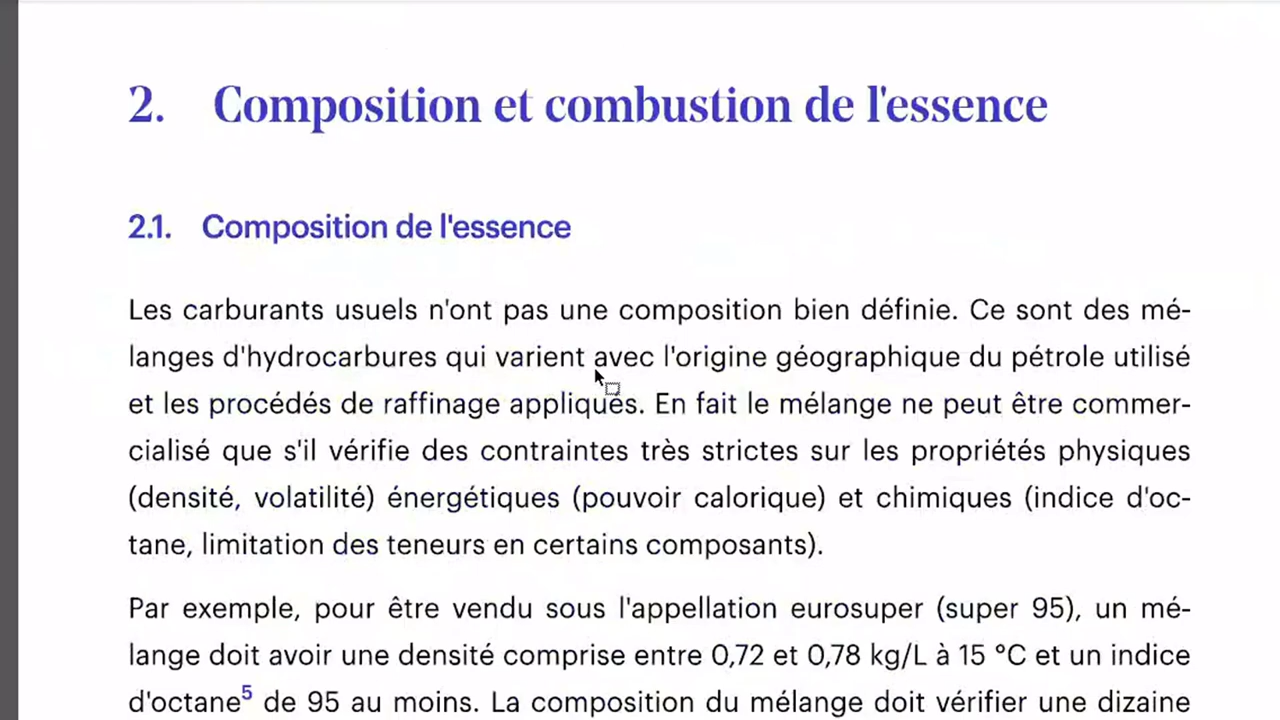 2. Composition et combustion de l'essence
2.1. Composition de l'essence
Les carburants usuels n'ont pas une composition bien définie. Ce sont des mé-
langes d'hydrocarbures qui varient avec l'origine géographique du pétrole utilisé
et les procédés de raffinage appliqués. En fait le mélange ne peut être commer-
cialisé que s'il vérifie des contraintes très strictes sur les propriétés physiques
(densité, volatilité) énergétiques (pouvoir calorique) et chimiques (indice d'oc-
tane, limitation des teneurs en certains composants).
Par exemple, pour être vendu sous l'appellation eurosuper (super 95), un mé-
lange doit avoir une densité comprise entre 0,72 et 0,78 kg/L à 15 °C et un indice
d'octane5 de 95 au moins. La composition du mélange doit vérifier une dizaine